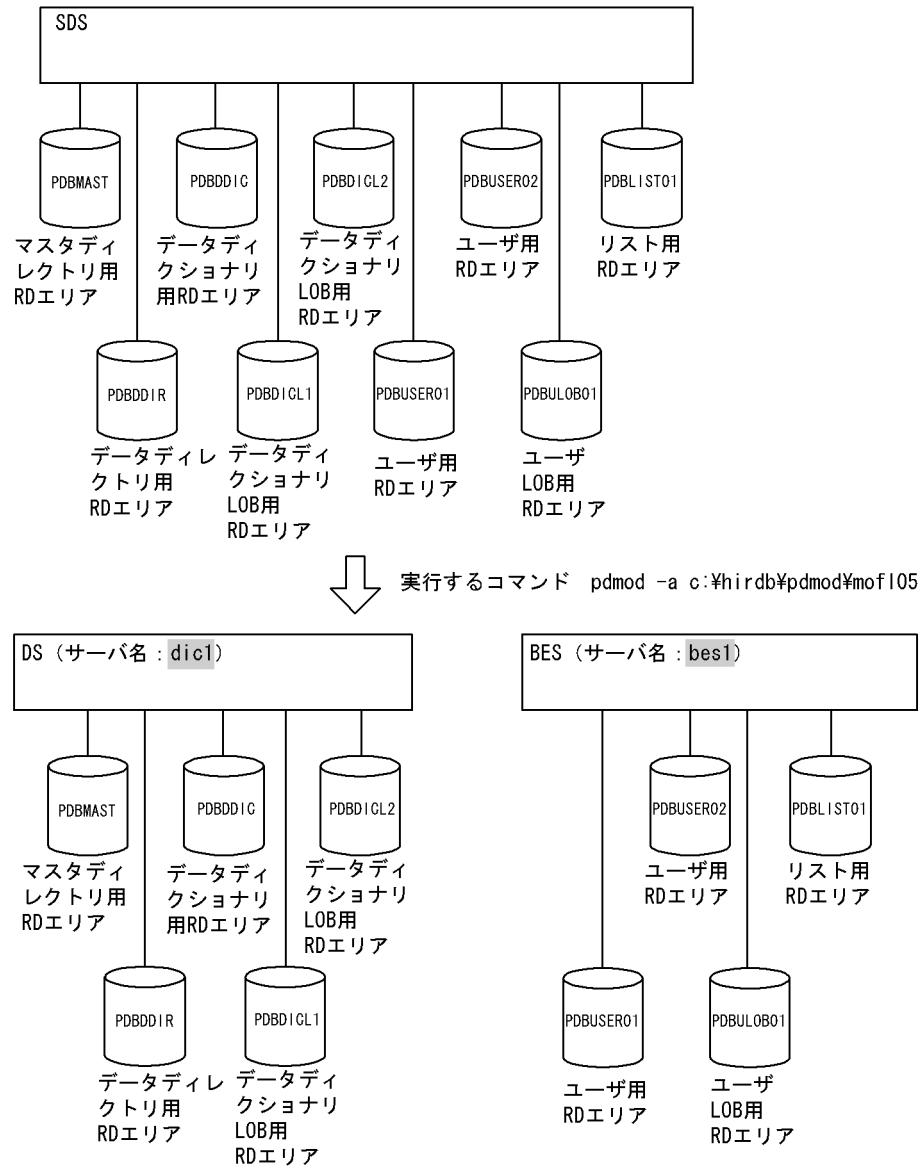 SDS
PDBMAST
PDBDDIC
PDBDICL2
PDBUSER02
PDBLIST01
マスタディ
レクトリ用
RDエリア
データディ
クショナリ
用RDエリア
データディ
クショナリ
LOB用
RDエリア
ユーザ用
RDエリア
リスト用
RDエリア
PDBDDIR
PDBDICL1
PDBUSER01
PDBULOB01
データディレ
クトリ用
RDエリア
データディ
クショナリ
LOB用
RDエリア
ユーザ用
RDエリア
ユーザ
LOB用
RDエリア
実行するコマンド　pdmod -a c:¥hirdb¥pdmod¥mofl05
DS（サーバ名：dic1）
PDBMAST
PDBDDIC
PDBDICL2
マスタディ
レクトリ用
RDエリア
データディ
クショナリ
用RDエリア
データディ
クショナリ
LOB用
RDエリア
PDBDDIR
PDBDICL1
データディレ
クトリ用
RDエリア
データディ
クショナリ
LOB用
RDエリア
BES（サーバ名：bes1）
PDBUSER02
PDBLIST01
ユーザ用
RDエリア
リスト用
RDエリア
PDBUSER01
PDBULOB01
ユーザ用
RDエリア
ユーザ
LOB用
RDエリア